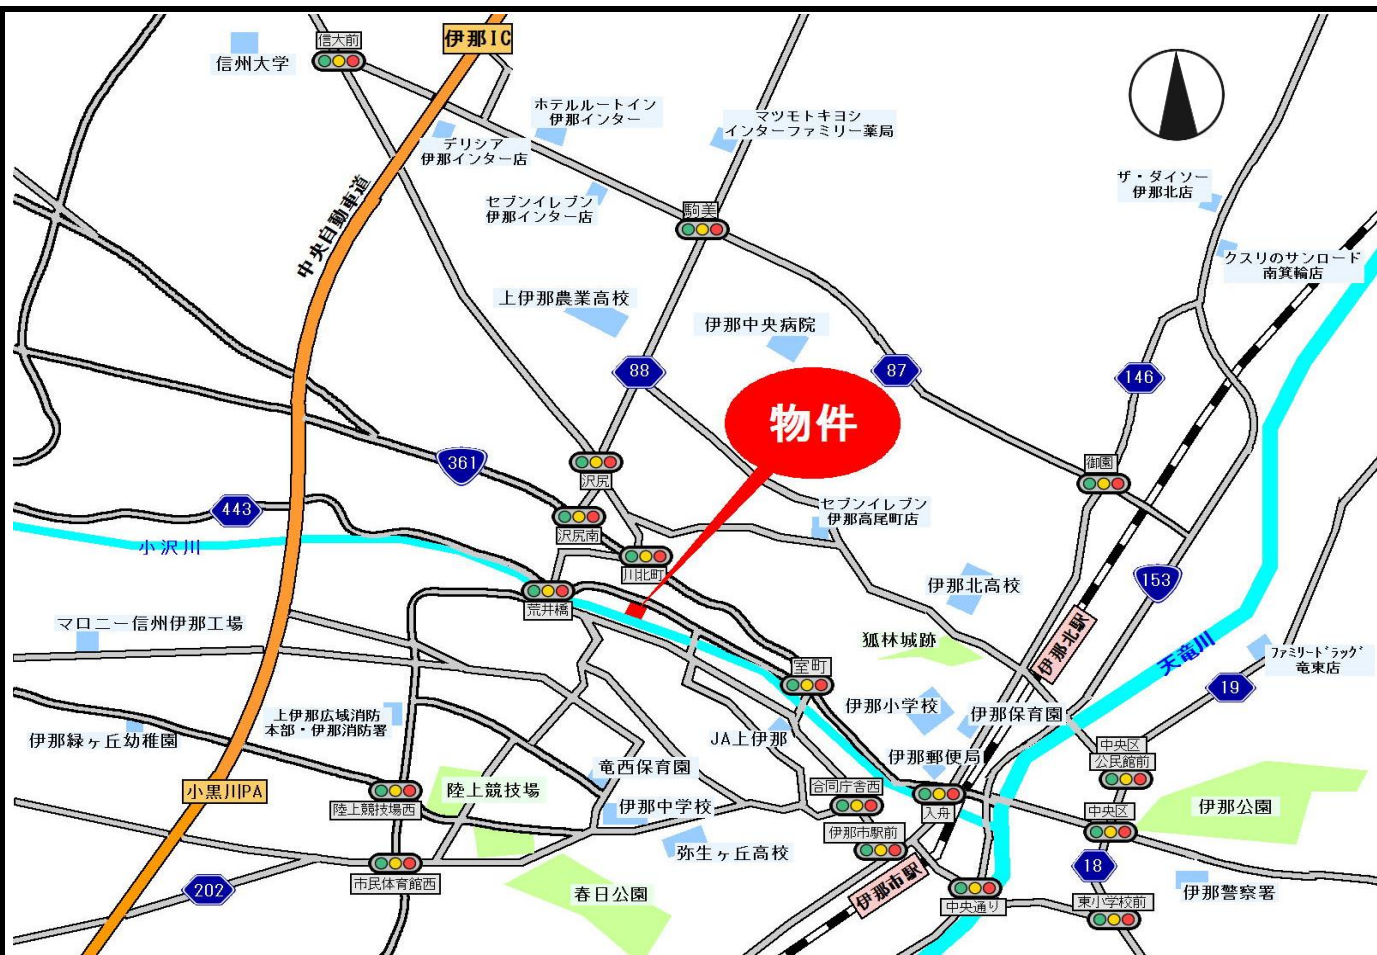 信大前
伊那IC
信州大学
ホテルルートイン
伊那インター
マツモトキヨシ
インターファミリー薬局
デリシア
伊那インター店
ザ・ダイソー
伊那北店
中央自動車道
セブンイレブン
伊那インター店
駒美
クスリのサンロード
南箕輪店
上伊那農業高校
伊那中央病院
88
87
146
物件
361
沢尻
御園
443
セブンイレブン
伊那高尾町店
沢尻南
小沢川
川北町
153
伊那北高校
荒井橋
マロニー信州伊那工場
狐林城跡
伊那北駅
天竜川
ファミリードラッグ
竜東店
室町
19
伊那小学校
伊那保育園
上伊那広域消防
本部・伊那消防署
伊那緑ヶ丘幼稚園
JA上伊那
伊那郵便局
中央区
公民館前
竜西保育園
小黒川PA
陸上競技場
合同庁舎西
陸上競技場西
伊那中学校
入舟
中央区
伊那公園
伊那市駅前
弥生ヶ丘高校
18
202
市民体育館西
春日公園
伊那市駅
中央通り
東小学校前
伊那警察署